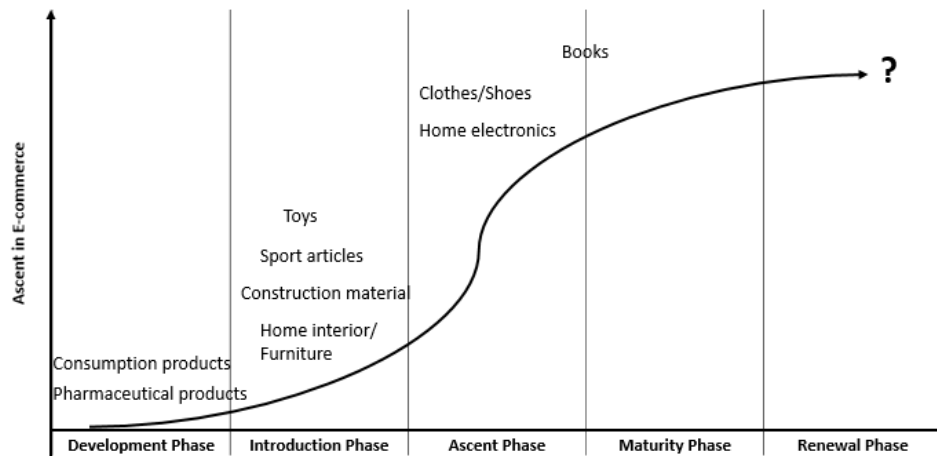 Books
?
Clothes/Shoes
Home electronics
Ascent in E-commerce
Toys
Sport articles
Construction material
Home interior/
Furniture
Consumption products
Pharmaceutical products
Development Phase
Introduction Phase
Ascent Phase
Maturity Phase
Renewal Phase